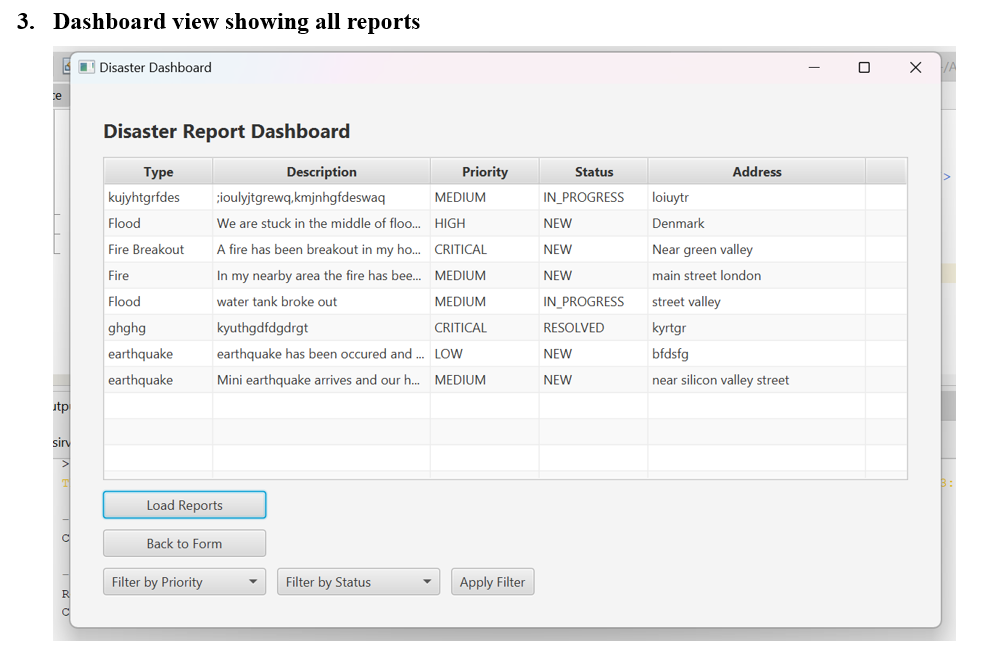 3. Dashboard view showing all reports
Disaster Dashboard
Disaster Report Dashboard
Type Description Priority Status Address
kujyhtgrfdes ;ioulyjtgrewq,kmjnhgfdeswaq MEDIUM IN_PROGRESS loiuytr
Flood We are stuck in the middle of floo... HIGH NEW Denmark
Fire Breakout A fire has been breakout in my ho... CRITICAL NEW Near green valley
Fire In my nearby area the fire has bee... MEDIUM NEW main street london
Flood water tank broke out MEDIUM IN_PROGRESS street valley
ghghg kyuthgdfdgdrgt CRITICAL RESOLVED kyrtgr
earthquake earthquake has been occured and ... LOW NEW bfdsfg
earthquake Mini earthquake arrives and our h... MEDIUM NEW near silicon valley street
Load Reports
Back to Form
Filter by Priority Filter by Status Apply Filter